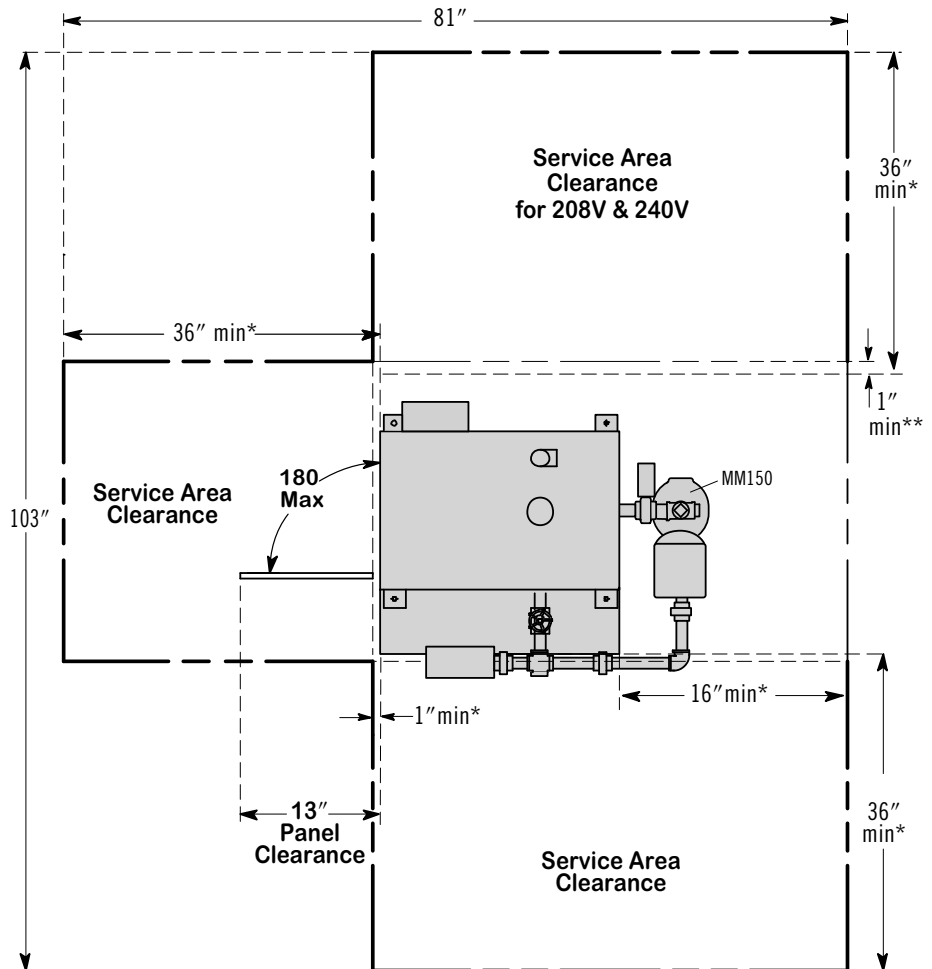 81″
Service Area
Clearance
for 208V & 240V
36″
min*
36″ min*
1″
min**
180
Max
MM150
Service Area
Clearance
103″
16″min*
1″min*
13″
Panel
Clearance
36″
min*
Service Area
Clearance